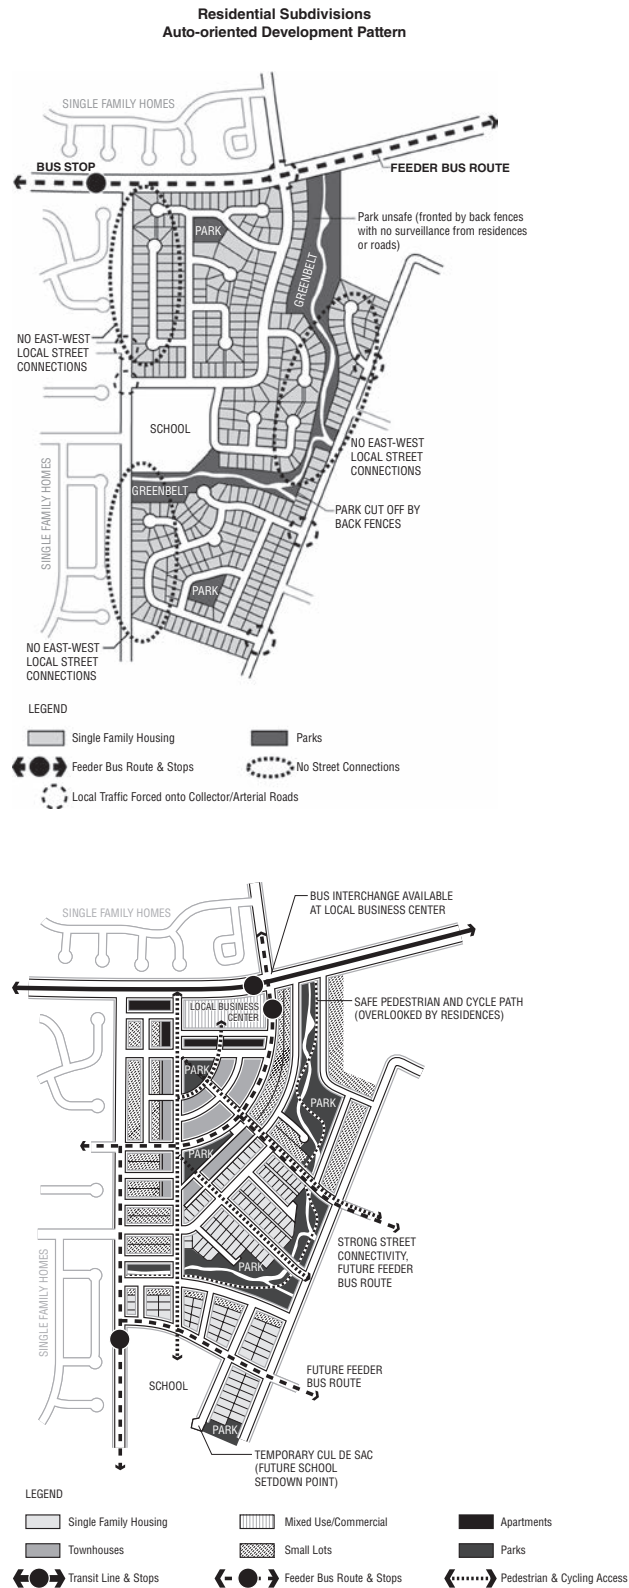 Residential Subdivisions
Auto-oriented Development Pattern
SINGLE FAMILY HOMES
BUS STOP
FEEDER BUS ROUTE
PARK
Park unsafe (fronted by back fences
with no surveillance from residences
or roads)
GREENBELT
NO EAST-WEST
LOCAL STREET
CONNECTIONS
SCHOOL
NO EAST-WEST
LOCAL STREET
CONNECTIONS
SINGLE FAMILY HOMES
GREENBELT
PARK CUT OFF BY
BACK FENCES
PARK
NO EAST-WEST
LOCAL STREET
CONNECTIONS
LEGEND
Single Family Housing
Parks
Feeder Bus Route & Stops
No Street Connections
Local Traffic Forced onto Collector/Arterial Roads
BUS INTERCHANGE AVAILABLE
AT LOCAL BUSINESS CENTER
SINGLE FAMILY HOMES
LOCAL BUSINESS
CENTER
SAFE PEDESTRIAN AND CYCLE PATH
(OVERLOOKED BY RESIDENCES)
PARK
PARK
PARK
STRONG STREET
CONNECTIVITY,
FUTURE FEEDER
BUS ROUTE
PARK
SINGLE FAMILY HOMES
FUTURE FEEDER
BUS ROUTE
SCHOOL
PARK
TEMPORARY CUL DE SAC
(FUTURE SCHOOL
SETDOWN POINT)
LEGEND
Single Family Housing
Mixed Use/Commercial
Apartments
Townhouses
Small Lots
Parks
Transit Line & Stops
Feeder Bus Route & Stops
Pedestrian & Cycling Access